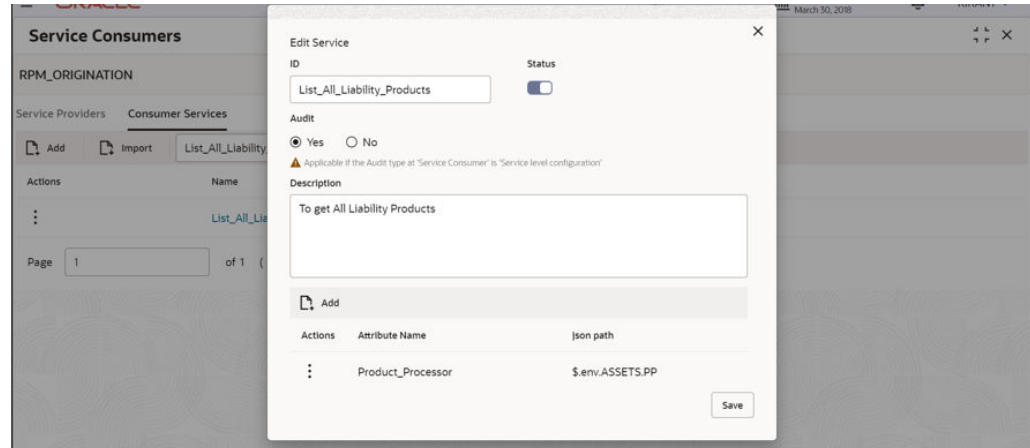 March 30, 2018
Service Consumers
RPM_ORIGINATION
Service Providers Consumer Services
Add Import List_All_Liability
Actions Name
List_All_Lia
Page 1 of 1 (
Edit Service
ID Status
List_All_Liability_Products
Audit
Yes No
Applicable if the Audit type at 'Service Consumer' is 'Service level configuration'
Description
To get All Liability Products
Add
Actions Attribute Name json path
Product_Processor $.env.ASSETS.PP
Save